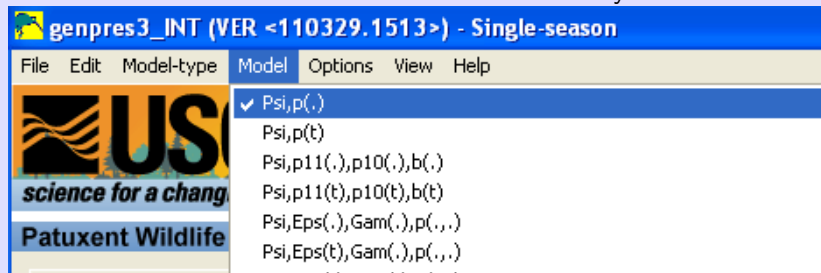 genpres3_INT (VER <110329.1513>) - Single-season
File Edit Model-type Model Options View Help
✓ Psi,p(.)
Psi,p(t)
Psi,p11(.),p10(.),b(.)
Psi,p11(t),p10(t),b(t)
Psi,Eps(.),Gam(.),p(.,.)
Psi,Eps(t),Gam(.),p(.,.)
USG
science for a chang
Patuxent Wildlife